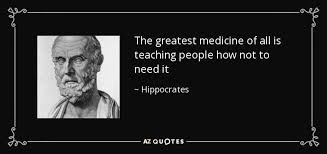 The greatest medicine of all is
teaching people how not to
need it
~ Hippocrates
AZ QUOTES